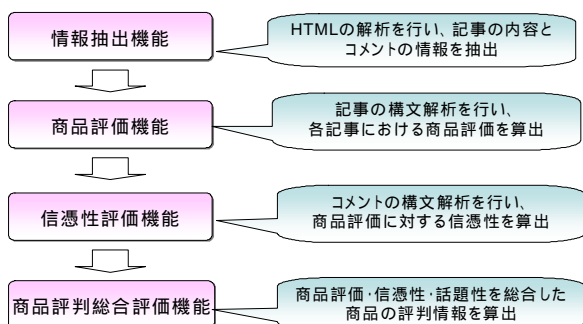 情報抽出機能
HTMLの解析を行い、記事の内容と
コメントの情報を抽出
商品評価機能
記事の構文解析を行い、
各記事における商品評価を算出
信憑性評価機能
コメントの構文解析を行い、
商品評価に対する信憑性を算出
商品評判総合評価機能
商品評価・信憑性・話題性を総合した
商品の評判情報を算出